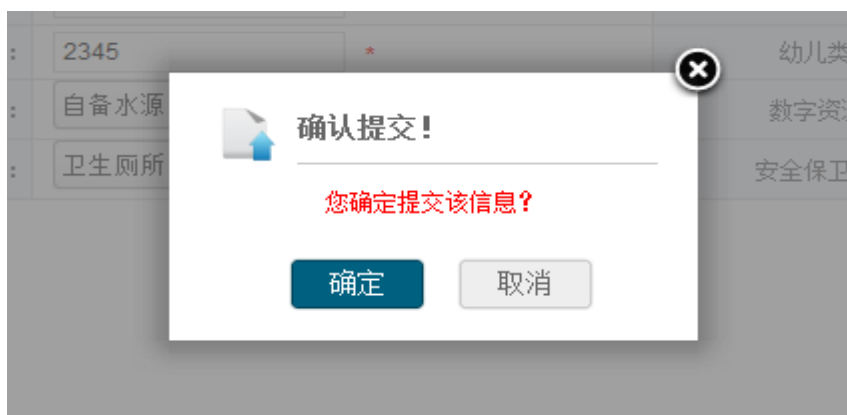 : 2345 * 幼儿类
: 自备水源 数字资
: 卫生厕所 安全保卫
确认提交!
您确定提交该信息?
确定 取消